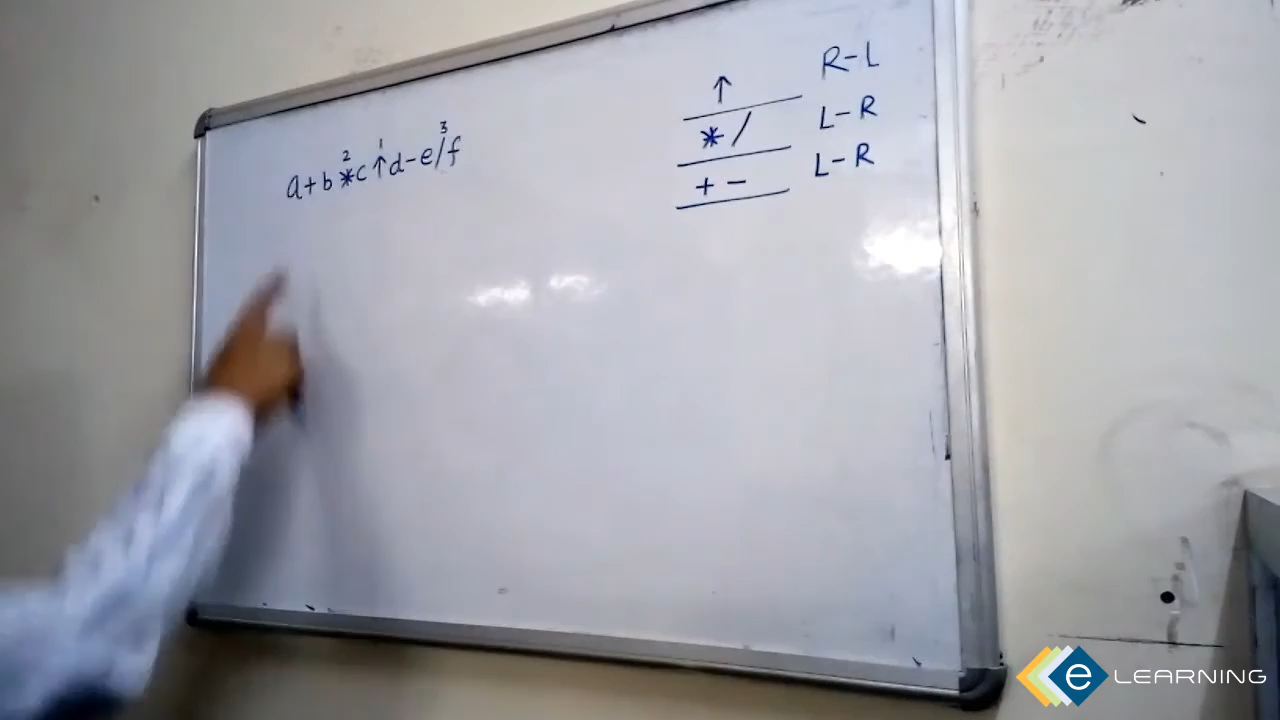 2 1 3
a+b*c↑d-e/f
↑ R-L
* / L-R
+ - L-R
e LEARNING